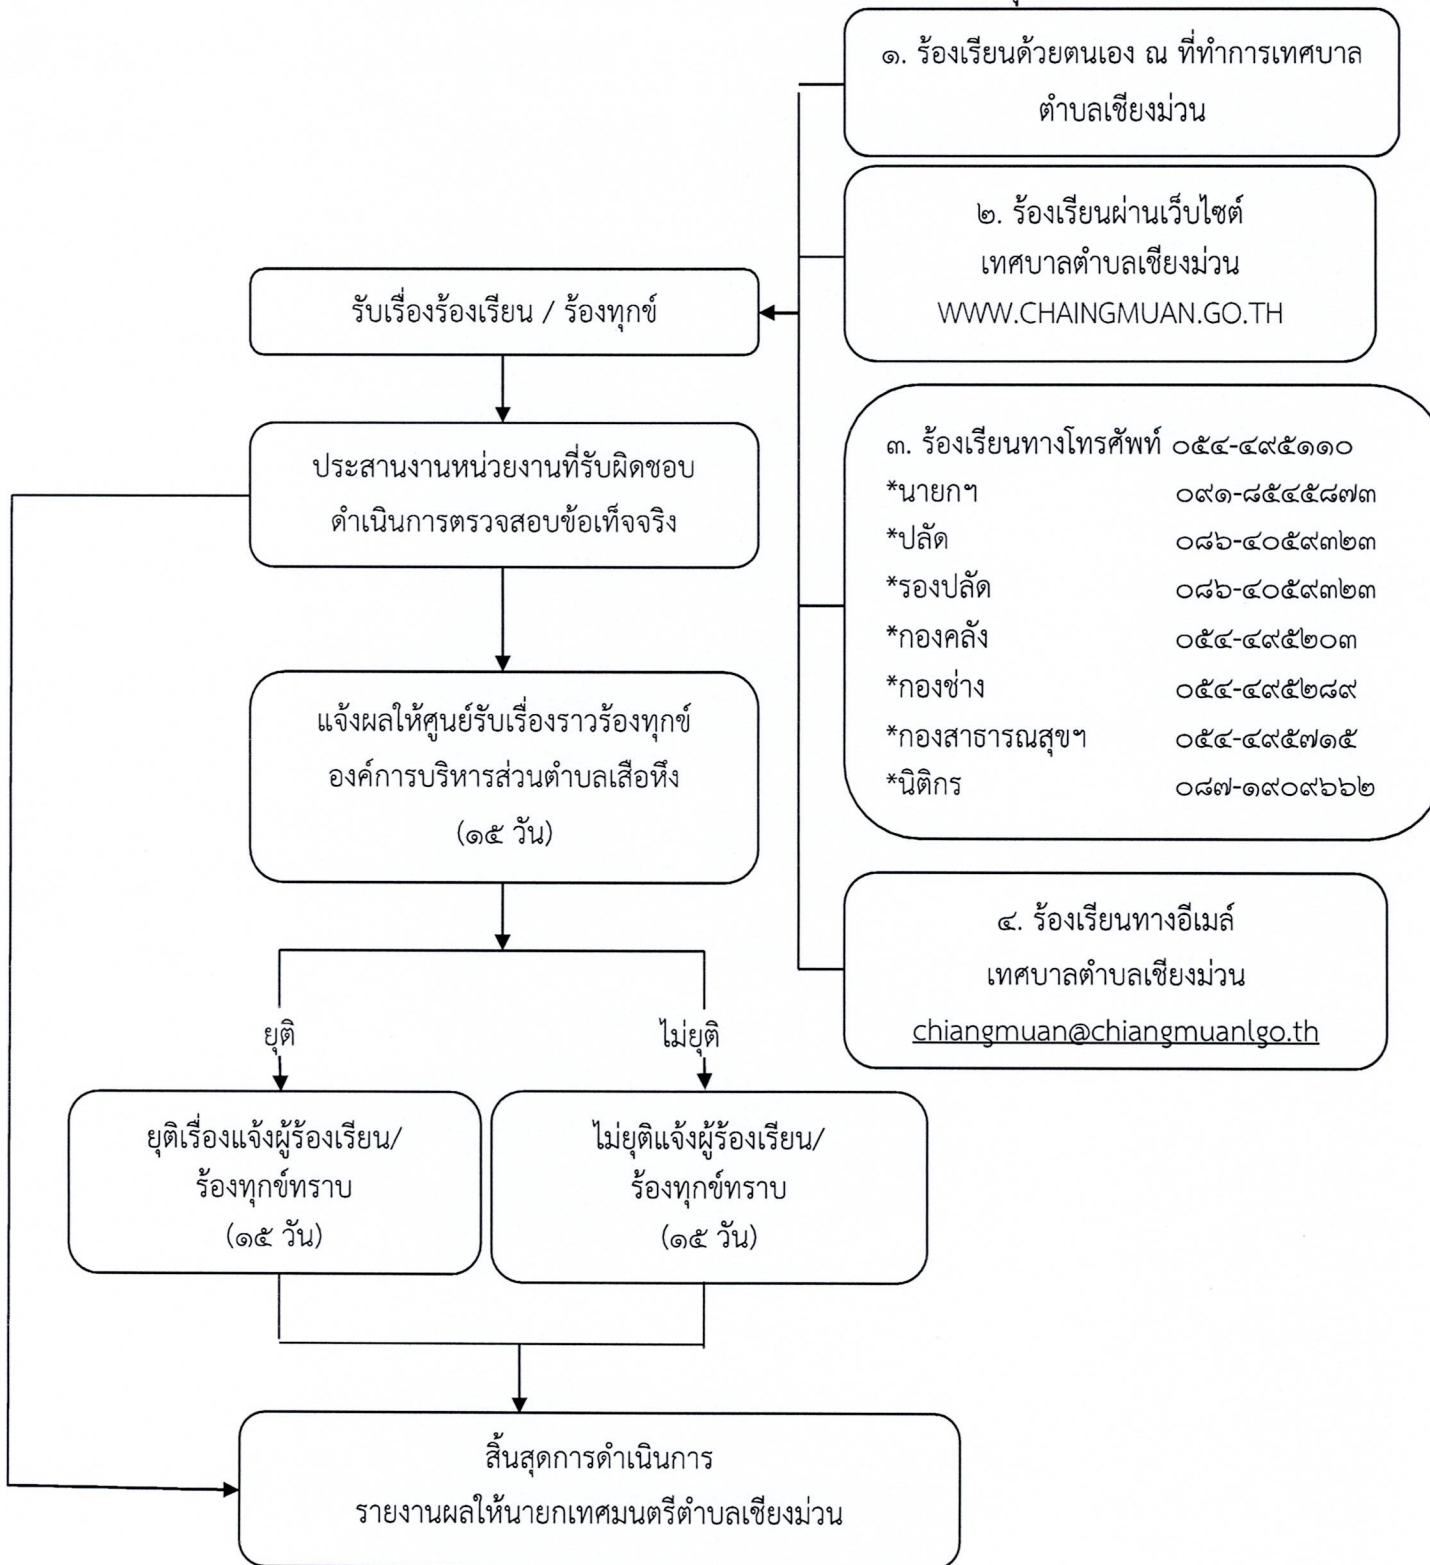 ๑. ร้องเรียนด้วยตนเอง ณ ที่ทำการเทศบาล
ตำบลเชียงม่วน
๒. ร้องเรียนผ่านเว็บไซต์
เทศบาลตำบลเชียงม่วน
WWW.CHAINGMUAN.GO.TH
๓. ร้องเรียนทางโทรศัพท์ ๐๕๔-๔๙๕๑๑๐
*นายกฯ ๐๙๑-๘๕๔๕๘๗๓
*ปลัด ๐๘๖-๔๐๕๙๓๒๓
*รองปลัด ๐๘๖-๔๐๕๙๓๒๓
*กองคลัง ๐๕๔-๔๙๕๒๐๓
*กองช่าง ๐๕๔-๔๙๕๒๘๙
*กองสาธารณสุขฯ ๐๕๔-๔๙๕๗๑๕
*นิติกร ๐๘๗-๑๙๐๙๖๖๒
๔. ร้องเรียนทางอีเมล์
เทศบาลตำบลเชียงม่วน
chiangmuan@chiangmuanlgo.th
รับเรื่องร้องเรียน / ร้องทุกข์
ประสานงานหน่วยงานที่รับผิดชอบ
ดำเนินการตรวจสอบข้อเท็จจริง
แจ้งผลให้ศูนย์รับเรื่องราวร้องทุกข์
องค์การบริหารส่วนตำบลเสือหึง
(๑๕ วัน)
ยุติ
ไม่ยุติ
ยุติเรื่องแจ้งผู้ร้องเรียน/
ร้องทุกข์ทราบ
(๑๕ วัน)
ไม่ยุติแจ้งผู้ร้องเรียน/
ร้องทุกข์ทราบ
(๑๕ วัน)
สิ้นสุดการดำเนินการ
รายงานผลให้นายกเทศมนตรีตำบลเชียงม่วน